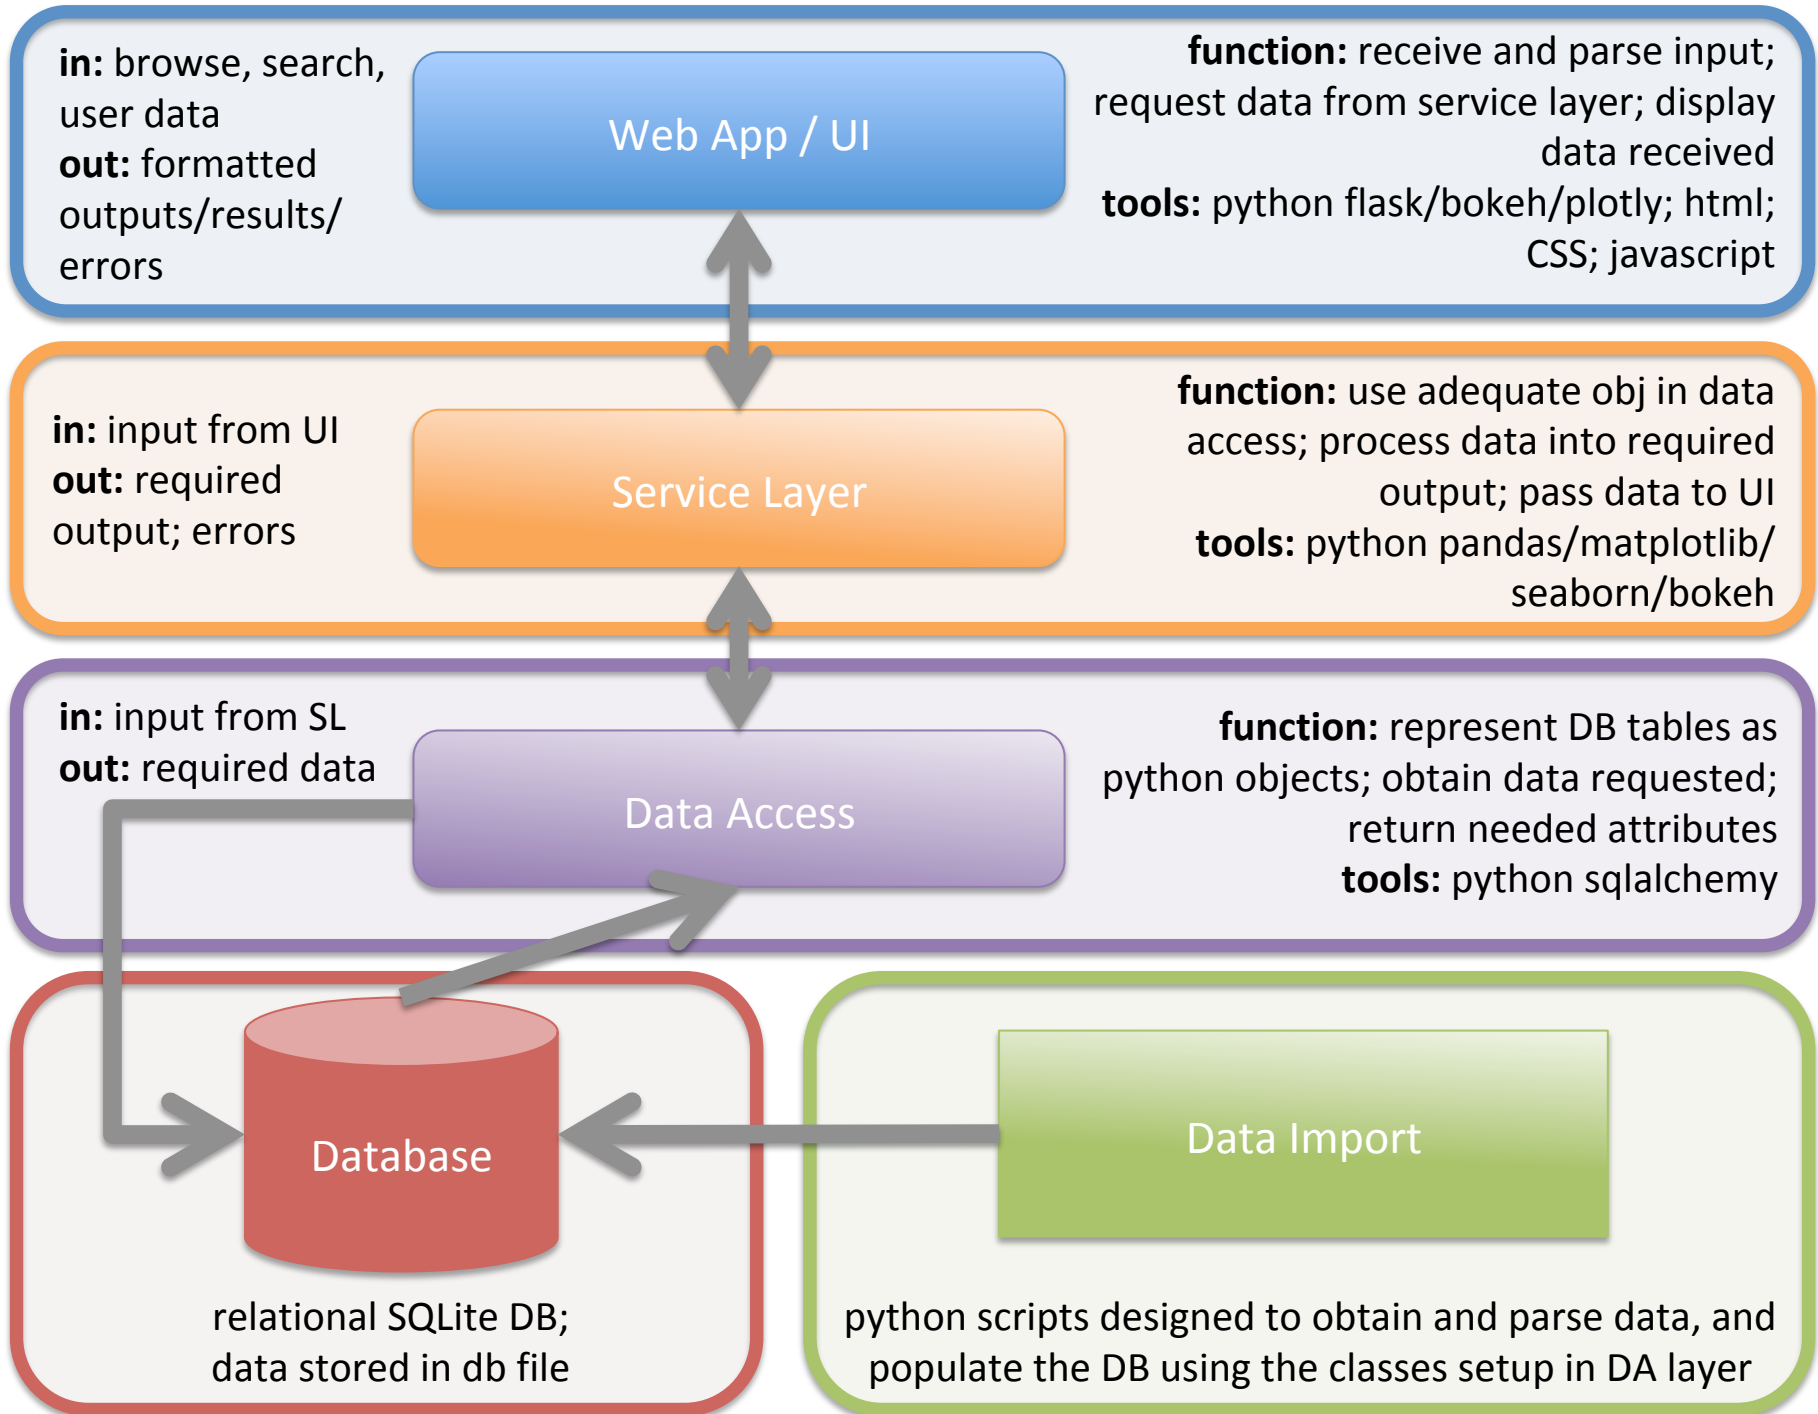 in: browse, search,
user data
out: formatted
outputs/results/
errors
Web App / UI
function: receive and parse input;
request data from service layer; display
data received
tools: python flask/bokeh/plotly; html;
CSS; javascript
in: input from UI
out: required
output; errors
Service Layer
function: use adequate obj in data
access; process data into required
output; pass data to UI
tools: python pandas/matplotlib/
seaborn/bokeh
in: input from SL
out: required data
Data Access
function: represent DB tables as
python objects; obtain data requested;
return needed attributes
tools: python sqlalchemy
Database
relational SQLite DB;
data stored in db file
Data Import
python scripts designed to obtain and parse data, and
populate the DB using the classes setup in DA layer